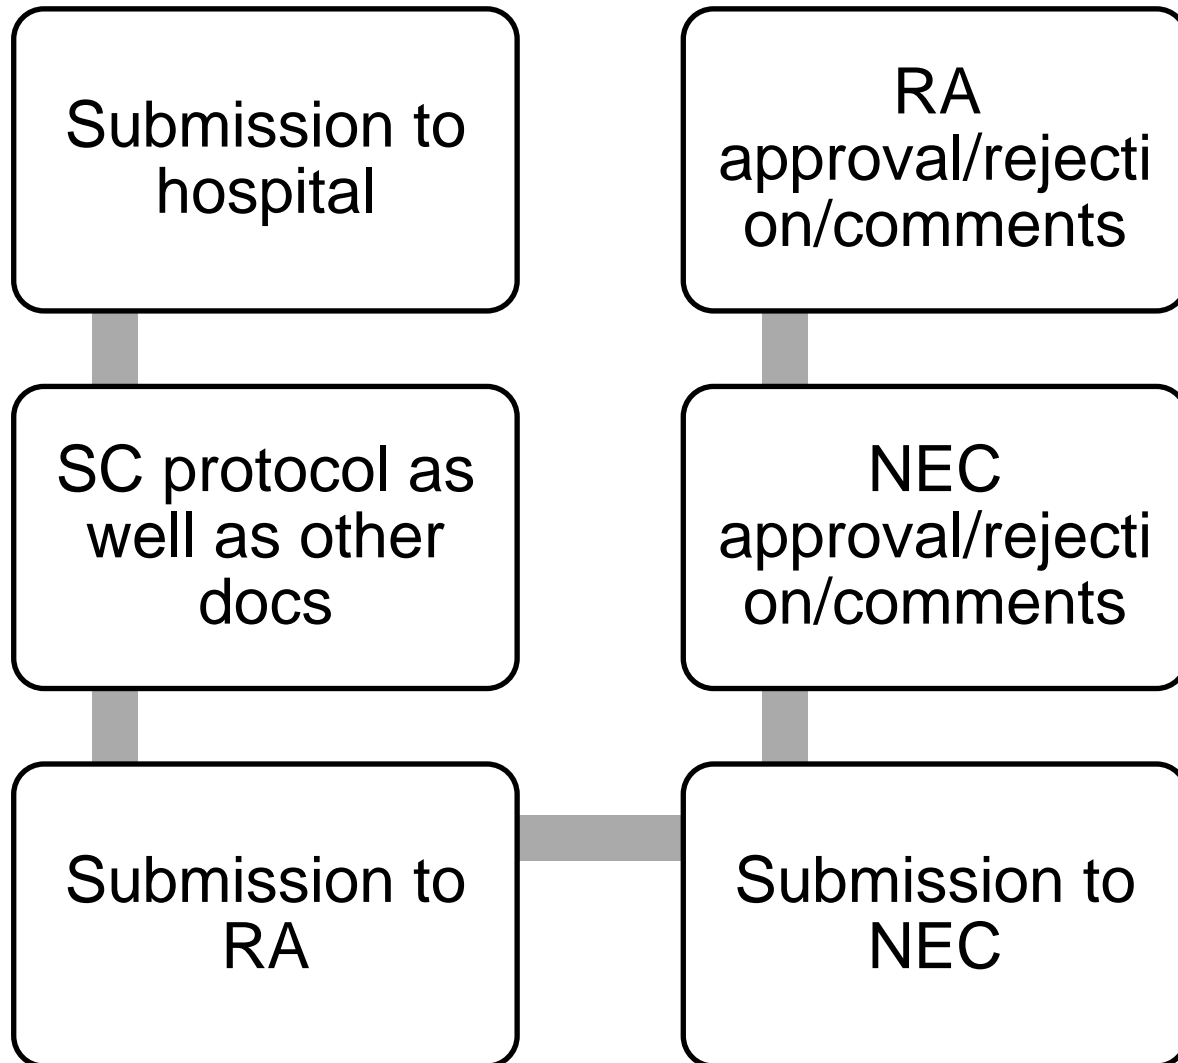 Submission to
hospital
SC protocol as
well as other
docs
Submission to
RA
Submission to
NEC
NEC
approval/rejecti
on/comments
RA
approval/rejecti
on/comments